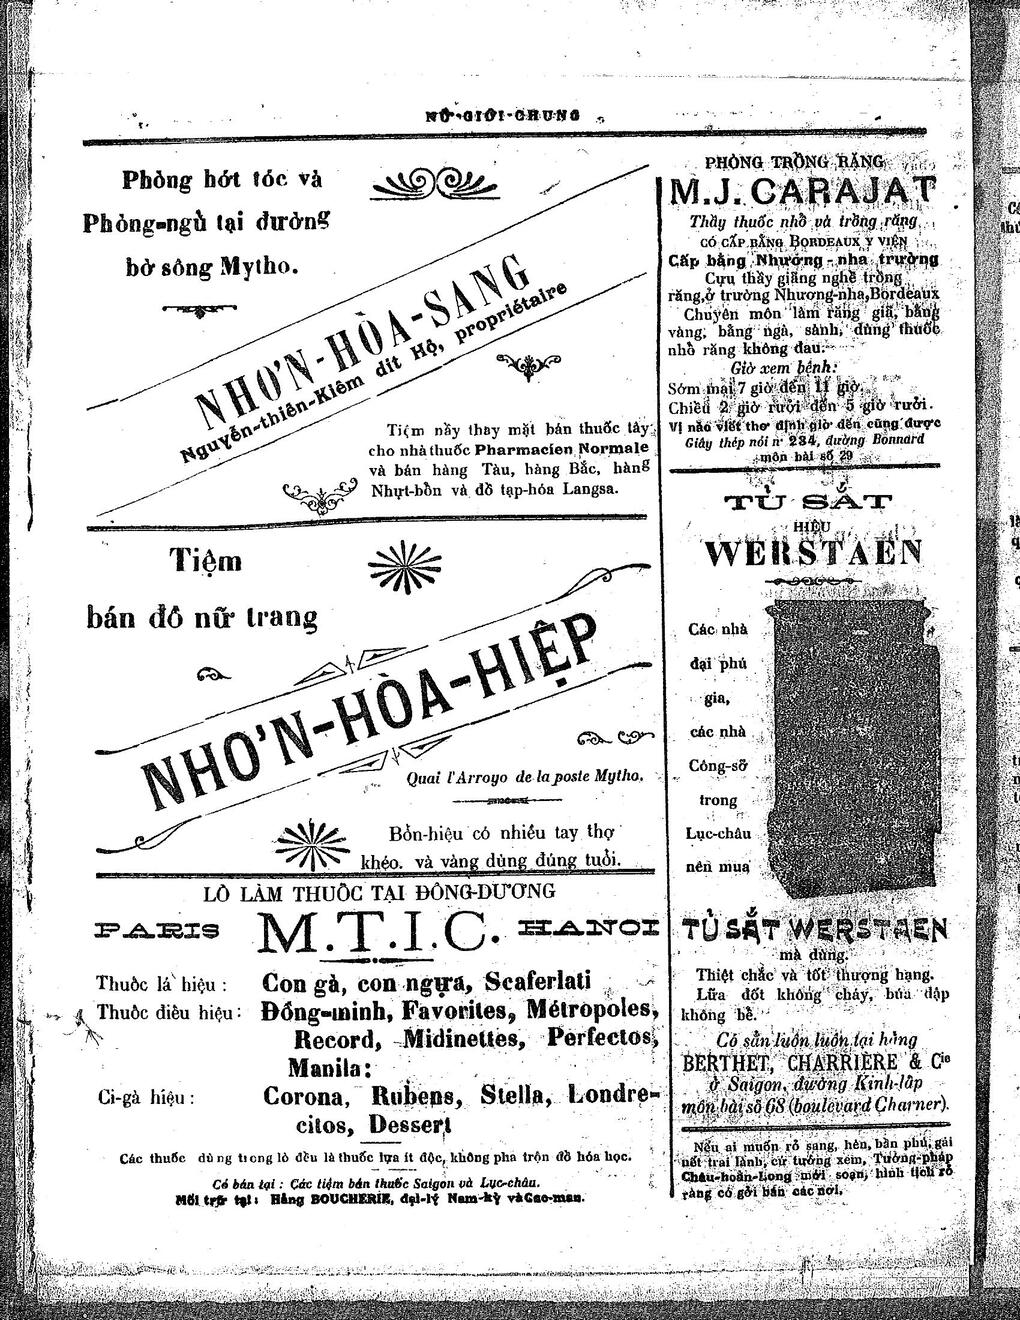 NỮ-GIỚI-CHUNG
Phòng hớt tóc và
Phòng-ngủ tại đường
bờ sông Mytho.
NHƠN-HÒA-SANG
Nguyễn-thiên-Kiêm dit Hộ, propriétaire
Tiệm nầy thay mặt bán thuốc tây
cho nhà thuốc Pharmacien Normale
và bán hàng Tàu, hàng Bắc, hàng
Nhựt-bồn và đồ tạp-hóa Langsa.
Tiệm
bán đồ nữ trang
NHƠN-HÒA-HIỆP
Quai l'Arroyo de la poste Mytho.
Bồn-hiệu có nhiều tay thợ
khéo. và vàng dùng đúng tuổi.
LÒ LÀM THUỐC TẠI ĐÔNG-DƯƠNG
PARIS M.T.I.C. HANOI
Thuốc lá hiệu : Con gà, con ngựa, Scaferlati
Thuốc điều hiệu : Đồng-minh, Favorites, Métropoles,
Record, Midinettes, Perfectos,
Manila:
Ci-gà hiệu : Corona, Rubens, Stella, Londre-
citos, Dessert
Các thuốc dùng trong lò đều là thuốc lựa ít độc, không pha trộn đồ hóa học.
Có bán tại : Các tiệm bán thuốc Saigon và Lục-châu.
Mối trữ tại : Hãng BOUCHERIE, đại-lý Nam-kỳ và Cao-man.
PHÒNG TRỒNG RĂNG
M.J. CARAJAT
Thầy thuốc nhổ và trồng răng
CÓ CẤP BẰNG BORDEAUX Y VIỆN
Cấp bằng Nhương-nha trường
Cựu thầy giảng nghề trồng
răng, ở trường Nhương-nha, Bordeaux
Chuyên môn làm răng giả, bằng
vàng, bằng ngà, sành, dùng thuốc
nhổ răng không đau.
Giờ xem bệnh:
Sớm mai 7 giờ đến 11 giờ.
Chiều 2 giờ rưỡi đến 5 giờ rưỡi.
Vị nào viết thơ định giờ đến cũng được
Giây thép nói n° 234, đường Bonnard
môn bài số 29
TỦ SẮT
HIỆU
WERSTAEN
Các nhà
đại phú
gia,
các nhà
Công-sở
trong
Lục-châu
nên mua
TỦ SẮT WERSTAEN
mà dùng.
Thiệt chắc và tốt thượng hạng.
Lửa đốt không cháy, búa đập
không bể.
Có sẵn luôn luôn tại hãng
BERTHET, CHARRIÈRE & Cie
ở Saigon, đường Kinh-lấp
môn bài số 68 (boulevard Charner).
Nếu ai muốn rõ sang, hèn, bần phú, gái
nết trai lành, cứ tướng xem, Tướng-pháp
Châu-hoàn-Long mới soạn, hình tịch rõ
ràng có gởi bán các nơi.